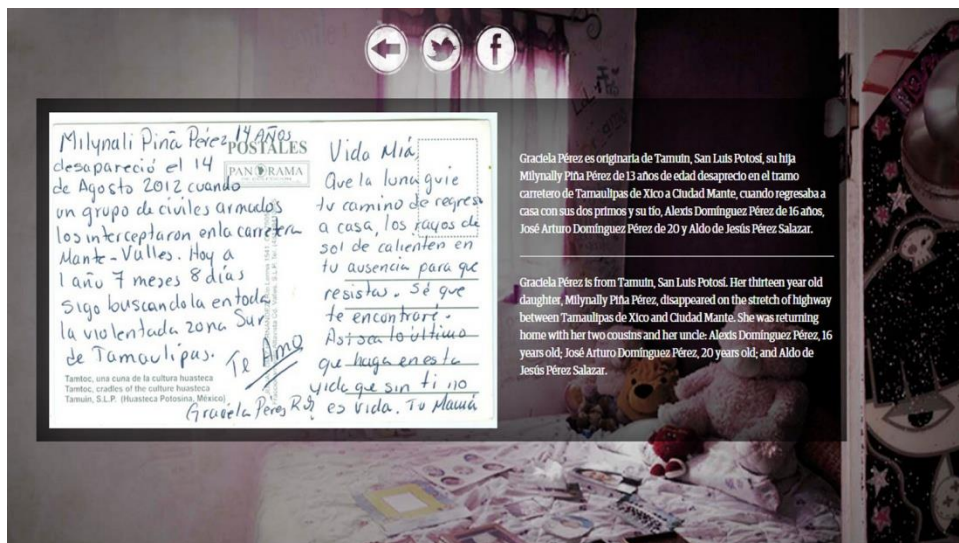 Milynali Piña Pérez 14 AÑOS
desapareció el 14
de Agosto 2012 cuando
un grupo de civiles armados
los interceptaron en la carretera
Mante - Valles. Hoy a
1 año 7 meses 8 días
sigo buscandola en toda
la violentada zona Sur
de Tamaulipas.
Te Amo
Graciela Perez R
POSTALES
PANORAMA
Tamtoc, una cuna de la cultura huasteca
Tamtoc, cradles of the culture huasteca
Tamuin, S.L.P. (Huasteca Potosina, México)
Vida Mía
Que la luna guie
tu camino de regreso
a casa, los rayos de
sol de calienten en
tu ausencia para que
resistas. Sé que
te encontraré.
Asi sea lo último
que haga en esta
vida que sin ti no
es vida. Tu Mamá
Graciela Pérez es originaria de Tamuin, San Luis Potosí, su hija
Milynally Piña Pérez de 13 años de edad desaprecio en el tramo
carretero de Tamaulipas de Xico a Ciudad Mante, cuando regresaba a
casa con sus dos primos y su tio, Alexis Domínguez Pérez de 16 años,
José Arturo Domínguez Pérez de 20 y Aldo de Jesús Pérez Salazar.
Graciela Pérez is from Tamuin, San Luis Potosí. Her thirteen year old
daughter, Milynally Piña Pérez, disappeared on the stretch of highway
between Tamaulipas de Xico and Ciudad Mante. She was returning
home with her two cousins and her uncle: Alexis Domínguez Pérez, 16
years old; José Arturo Domínguez Pérez, 20 years old; and Aldo de
Jesús Pérez Salazar.